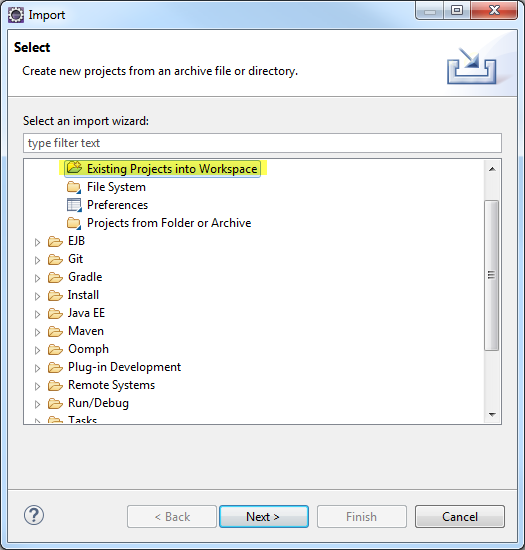 Import
Select
Create new projects from an archive file or directory.
Select an import wizard:
type filter text
Existing Projects into Workspace
File System
Preferences
Projects from Folder or Archive
EJB
Git
Gradle
Install
Java EE
Maven
Oomph
Plug-in Development
Remote Systems
Run/Debug
Tasks
?
< Back
Next >
Finish
Cancel